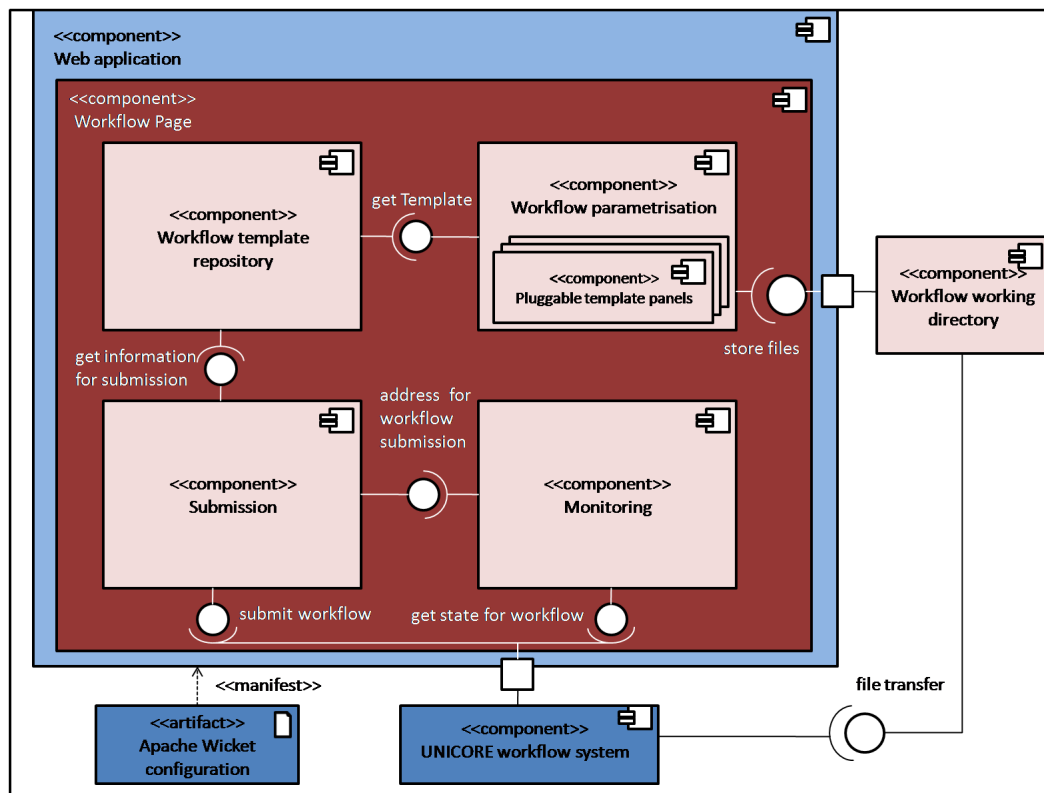 <<component>>
Web application
<<component>>
Workflow Page
<<component>>
Workflow template
repository
get Template
<<component>>
Workflow parametrisation
<<component>>
Pluggable template panels
store files
<<component>>
Workflow working
directory
get information
for submission
address for
workflow
submission
<<component>>
Submission
<<component>>
Monitoring
submit workflow
get state for workflow
<<manifest>>
<<artifact>>
Apache Wicket
configuration
<<component>>
UNICORE workflow system
file transfer